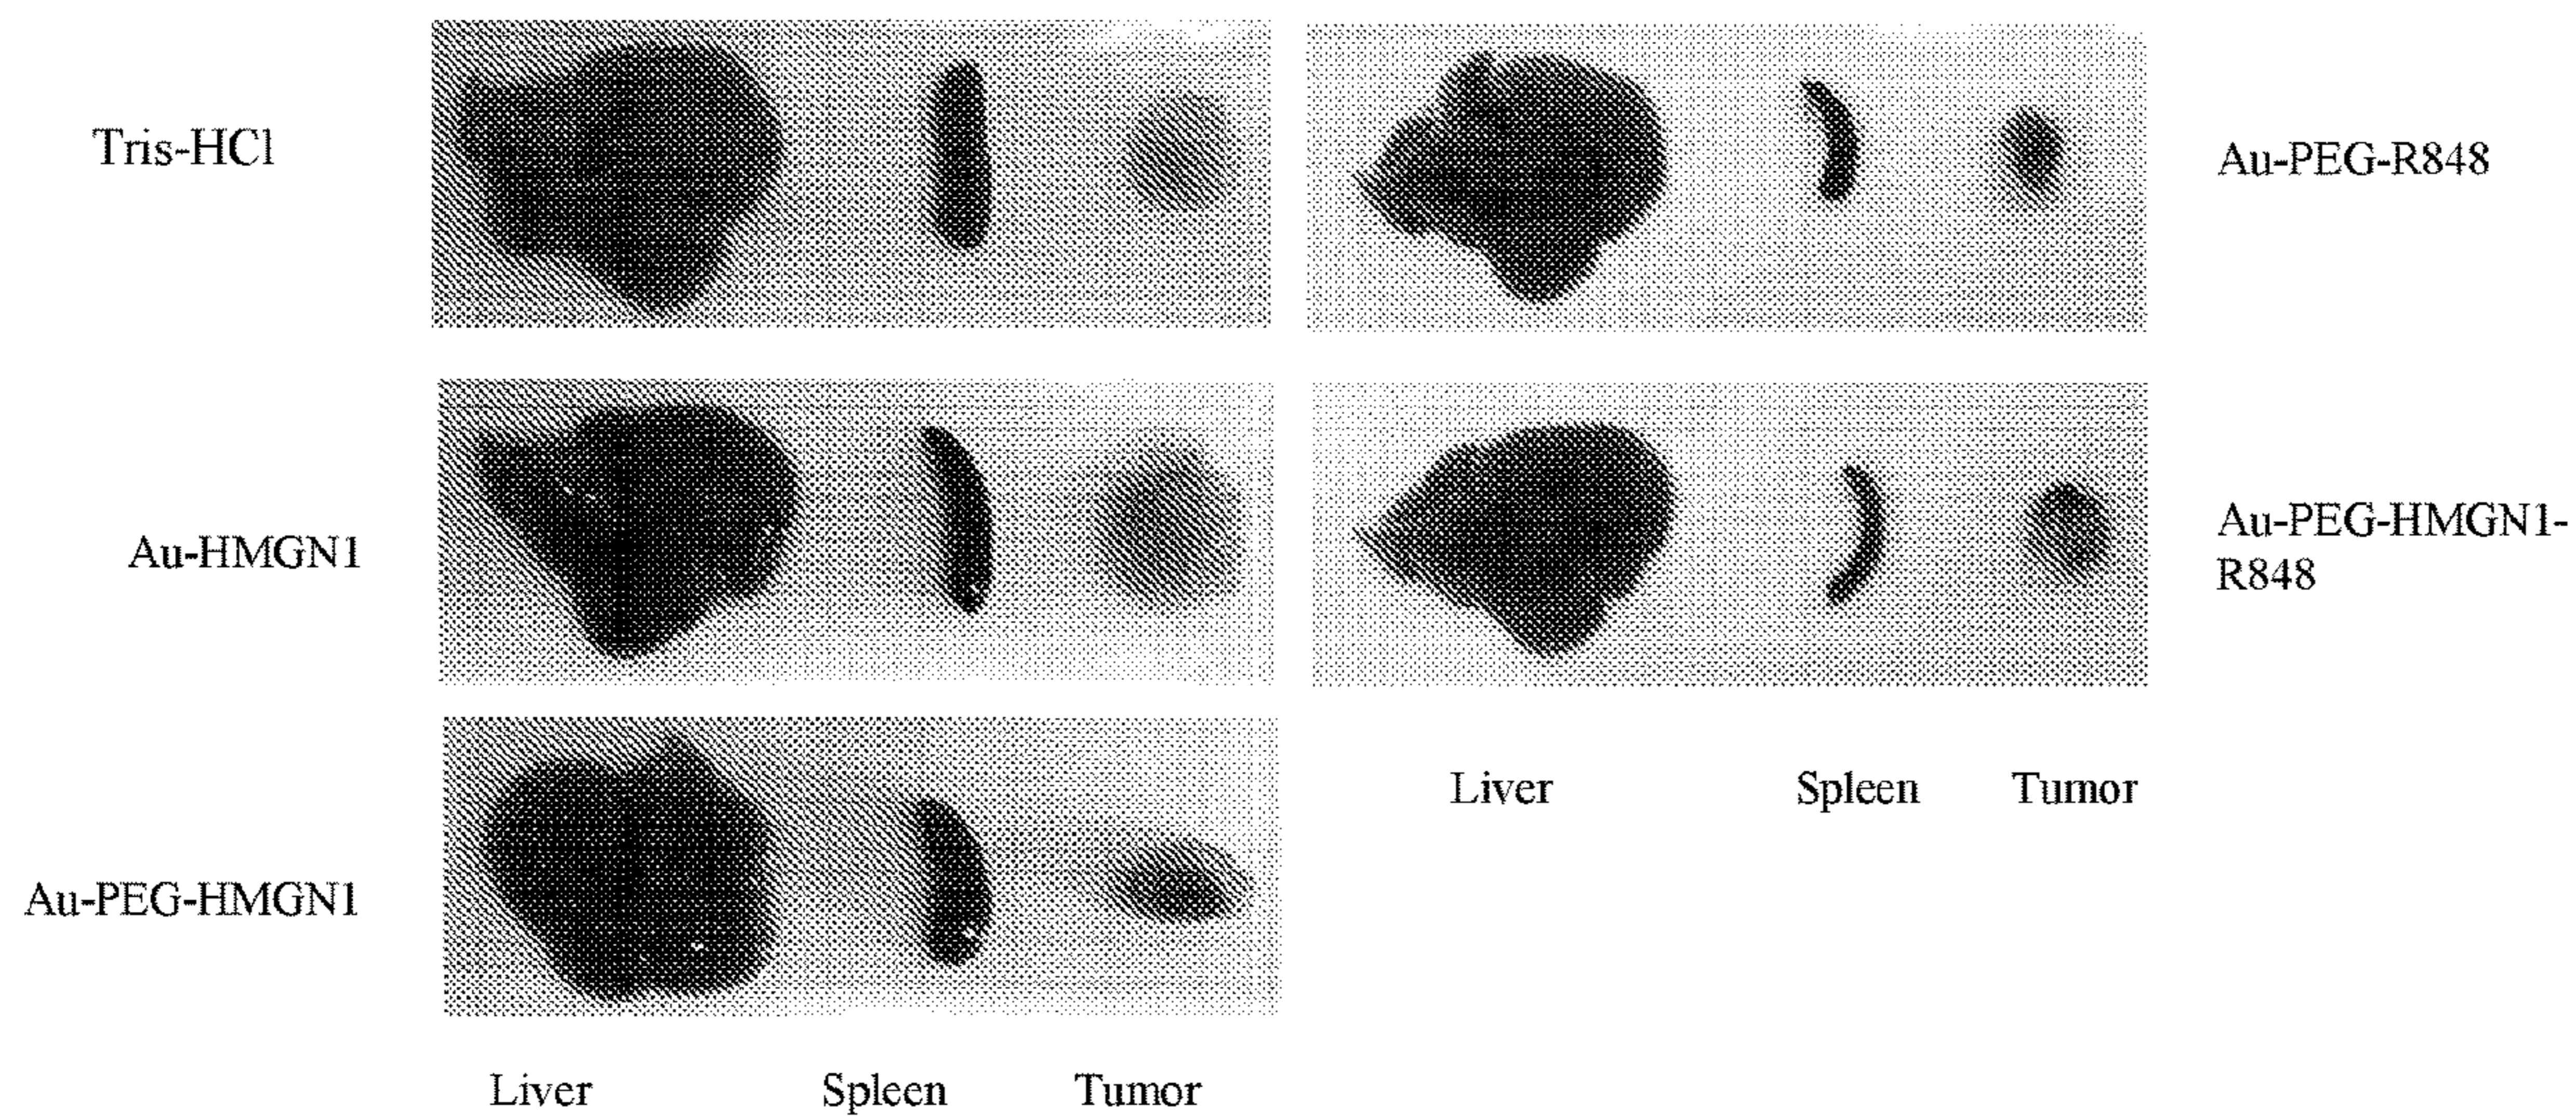 Tris-HCl
Au-PEG-R848
Au-HMGN1
Au-PEG-HMGN1-
R848
Liver Spleen Tumor
Au-PEG-HMGN1
Liver Spleen Tumor